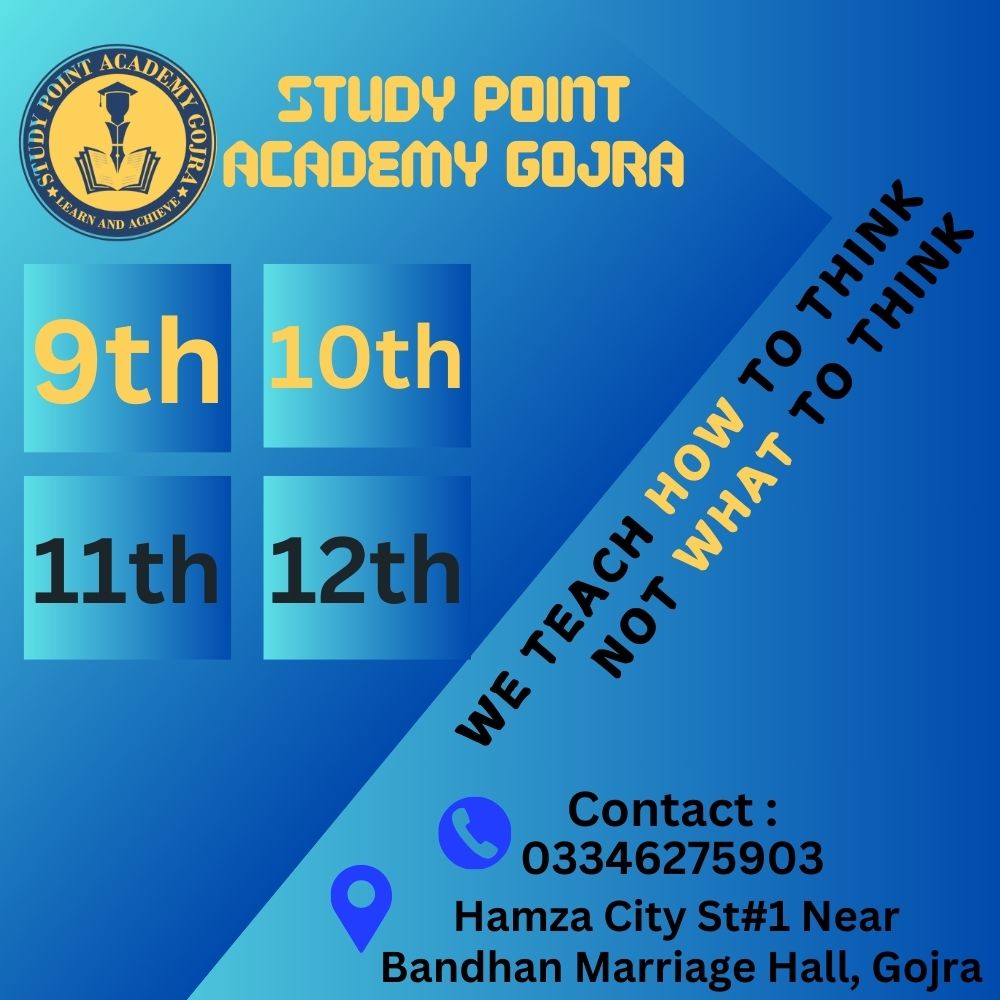 STUDY POINT ACADEMY GOJRA
LEARN AND ACHIEVE
STUDY POINT
ACADEMY GOJRA
9th
10th
11th
12th
WE TEACH HOW TO THINK
NOT WHAT TO THINK
Contact :
03346275903
Hamza City St#1 Near
Bandhan Marriage Hall, Gojra